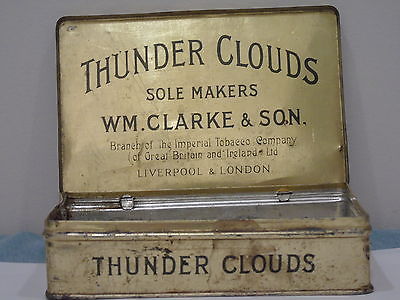 THUNDER CLOUDS
SOLE MAKERS
WM. CLARKE & SON.
Branch of the Imperial Tobacco Company
(of Great Britain and Ireland) Ltd
LIVERPOOL & LONDON.
THUNDER CLOUDS